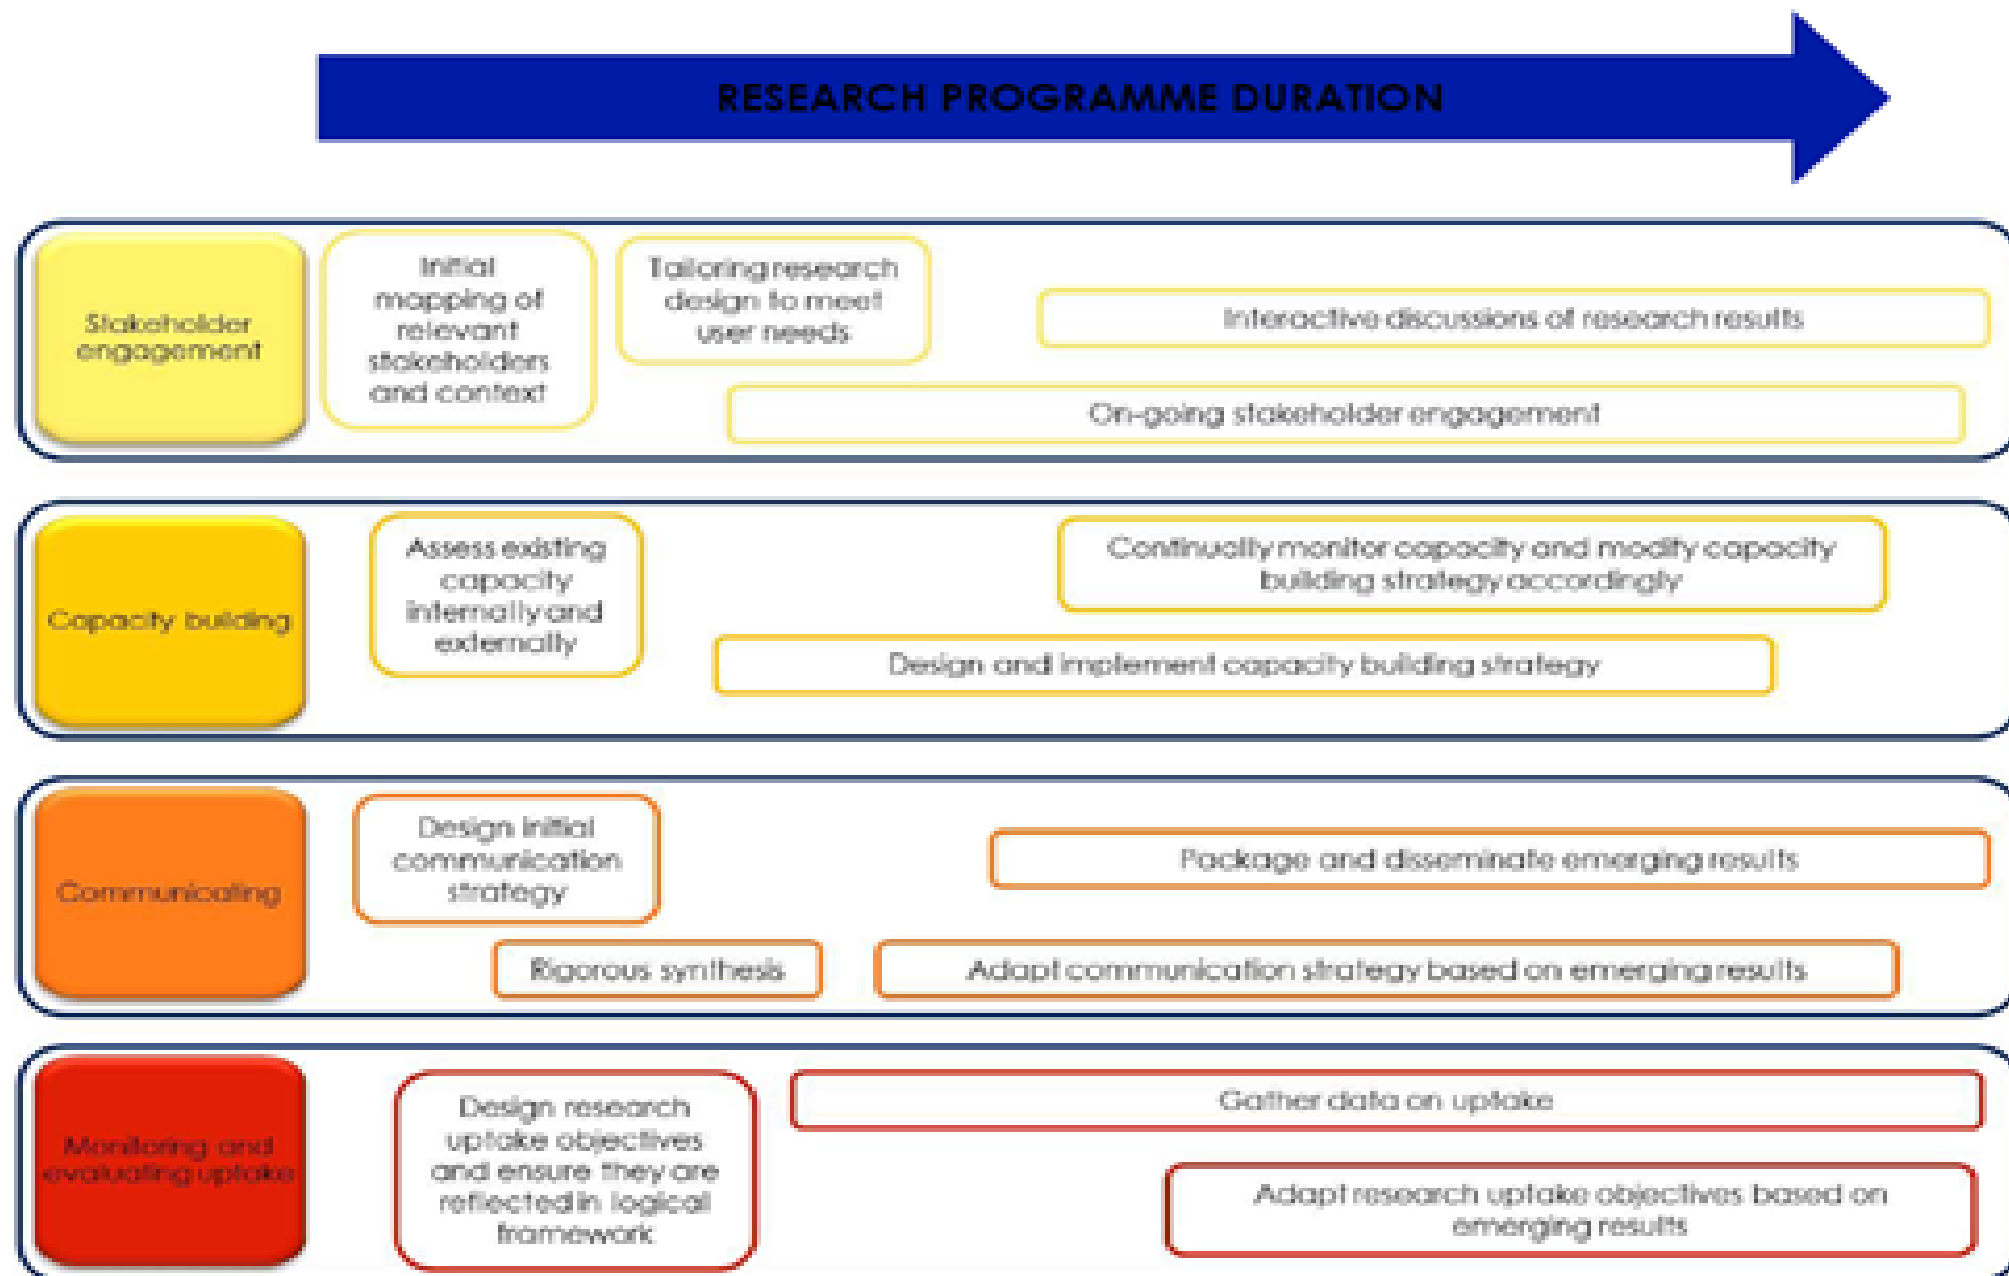 RESEARCH PROGRAMME DURATION
Stakeholder
engagement
Initial
mapping of
relevant
stakeholders
and context
Tailoring research
design to meet
user needs
Interactive discussions of research results
On-going stakeholder engagement
Capacity building
Assess existing
capacity
internally and
externally
Continually monitor capacity and modify capacity
building strategy accordingly
Design and implement capacity building strategy
Communicating
Design initial
communication
strategy
Package and disseminate emerging results
Rigorous synthesis
Adapt communication strategy based on emerging results
Monitoring and
evaluating uptake
Design research
uptake objectives
and ensure they are
reflected in logical
framework
Gather data on uptake
Adapt research uptake objectives based on
emerging results